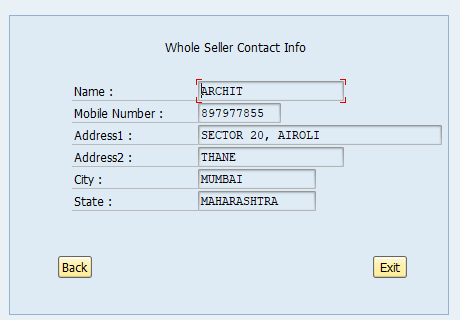 Whole Seller Contact Info
Name : ARCHIT
Mobile Number : 897977855
Address1 : SECTOR 20, AIROLI
Address2 : THANE
City : MUMBAI
State : MAHARASHTRA
Back Exit